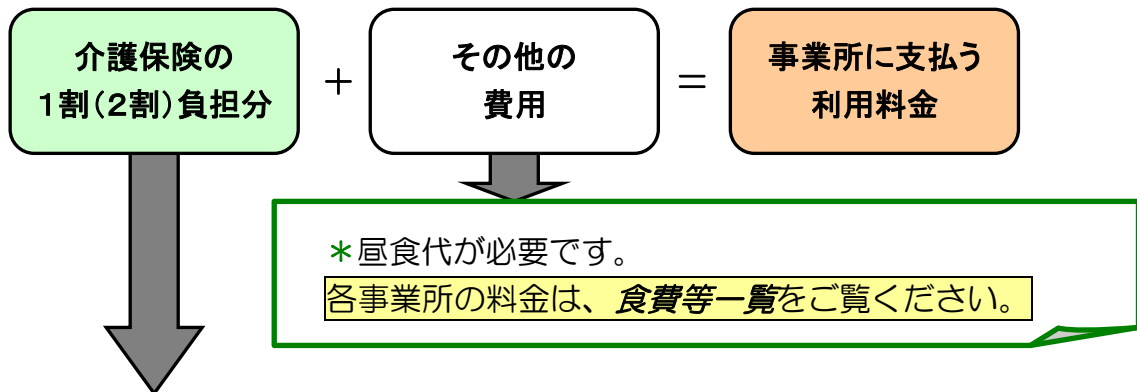 介護保険の
1割(2割)負担分
+
その他の
費用
=
事業所に支払う
利用料金
*昼食代が必要です。
各事業所の料金は、食費等一覧をご覧ください。